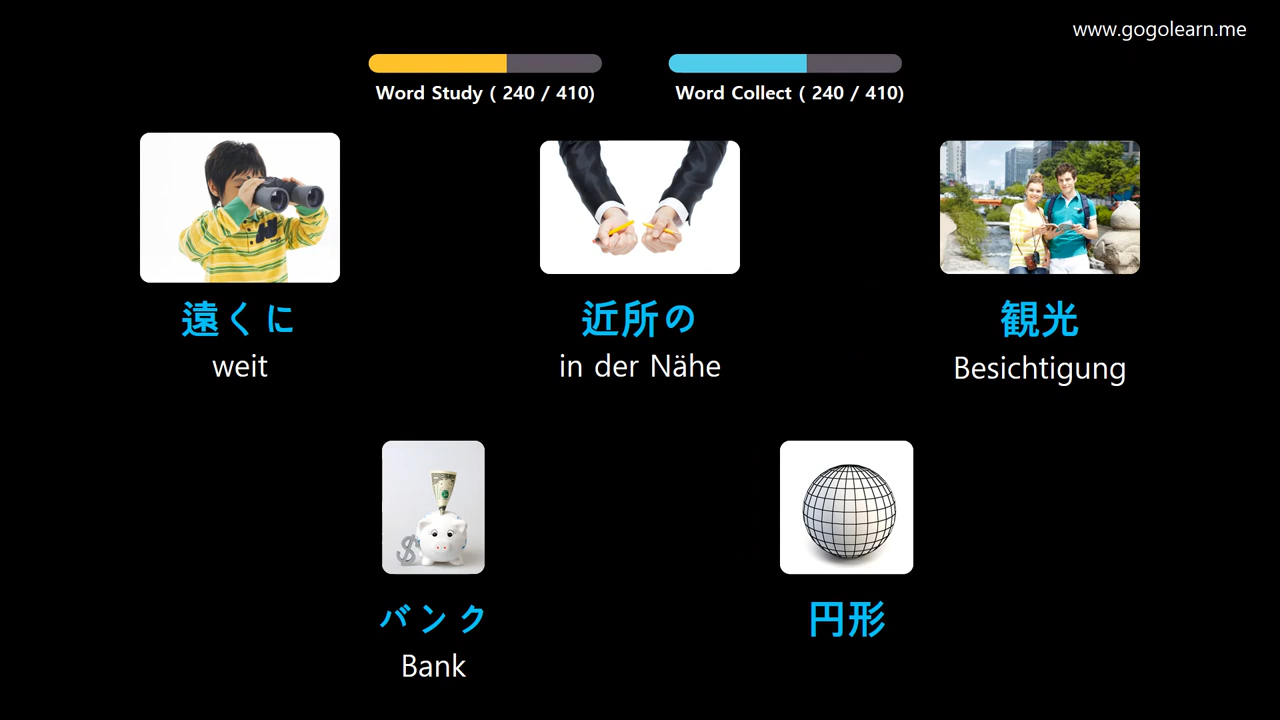 www.gogolearn.me
Word Study ( 240 / 410)
Word Collect ( 240 / 410)
遠くに
weit
近所の
in der Nähe
観光
Besichtigung
バンク
Bank
円形